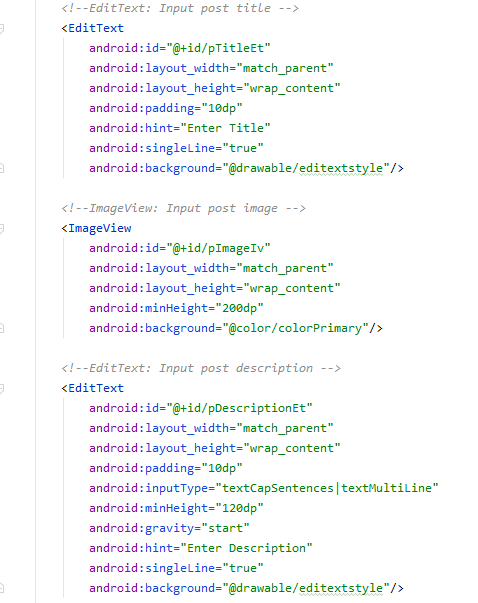 <!--EditText: Input post title -->
<EditText
android:id="@+id/pTitleEt"
android:layout_width="match_parent"
android:layout_height="wrap_content"
android:padding="10dp"
android:hint="Enter Title"
android:singleLine="true"
android:background="@drawable/editextstyle"/>
<!--ImageView: Input post image -->
<ImageView
android:id="@+id/pImageIv"
android:layout_width="match_parent"
android:layout_height="wrap_content"
android:minHeight="200dp"
android:background="@color/colorPrimary"/>
<!--EditText: Input post description -->
<EditText
android:id="@+id/pDescriptionEt"
android:layout_width="match_parent"
android:layout_height="wrap_content"
android:padding="10dp"
android:inputType="textCapSentences|textMultiLine"
android:minHeight="120dp"
android:gravity="start"
android:hint="Enter Description"
android:singleLine="true"
android:background="@drawable/editextstyle"/>